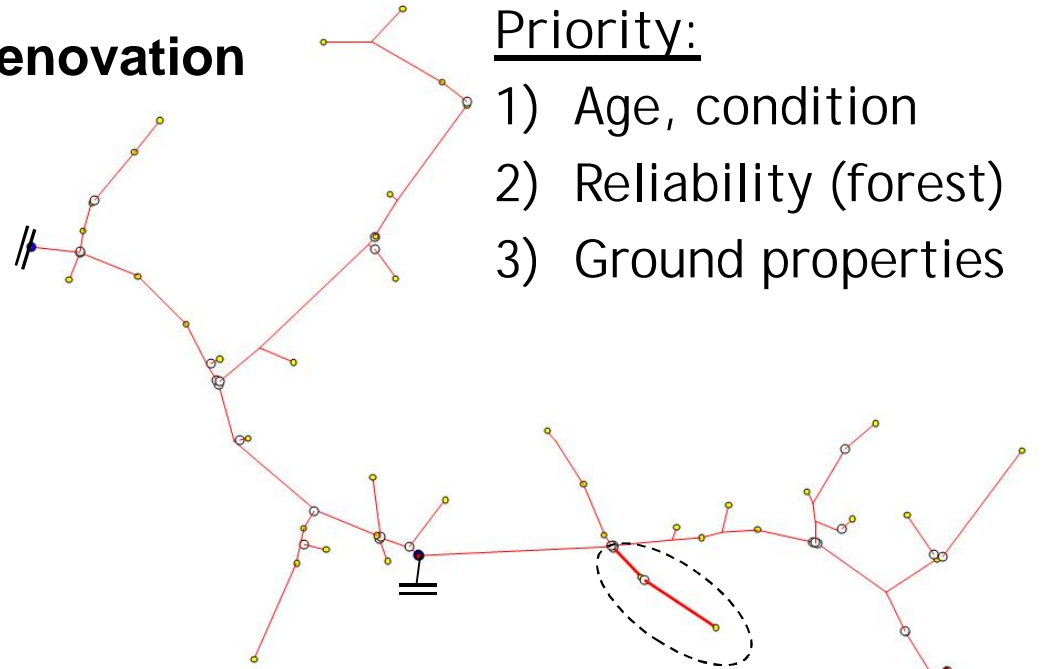 enovation
Priority:
1) Age, condition
2) Reliability (forest)
3) Ground properties